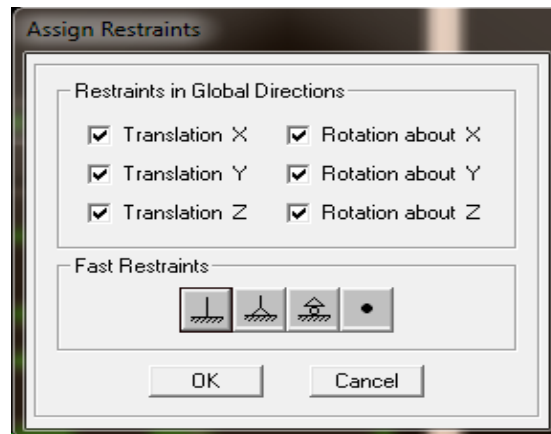 Assign Restraints
Restraints in Global Directions
Translation X Rotation about X
Translation Y Rotation about Y
Translation Z Rotation about Z
Fast Restraints
OK Cancel